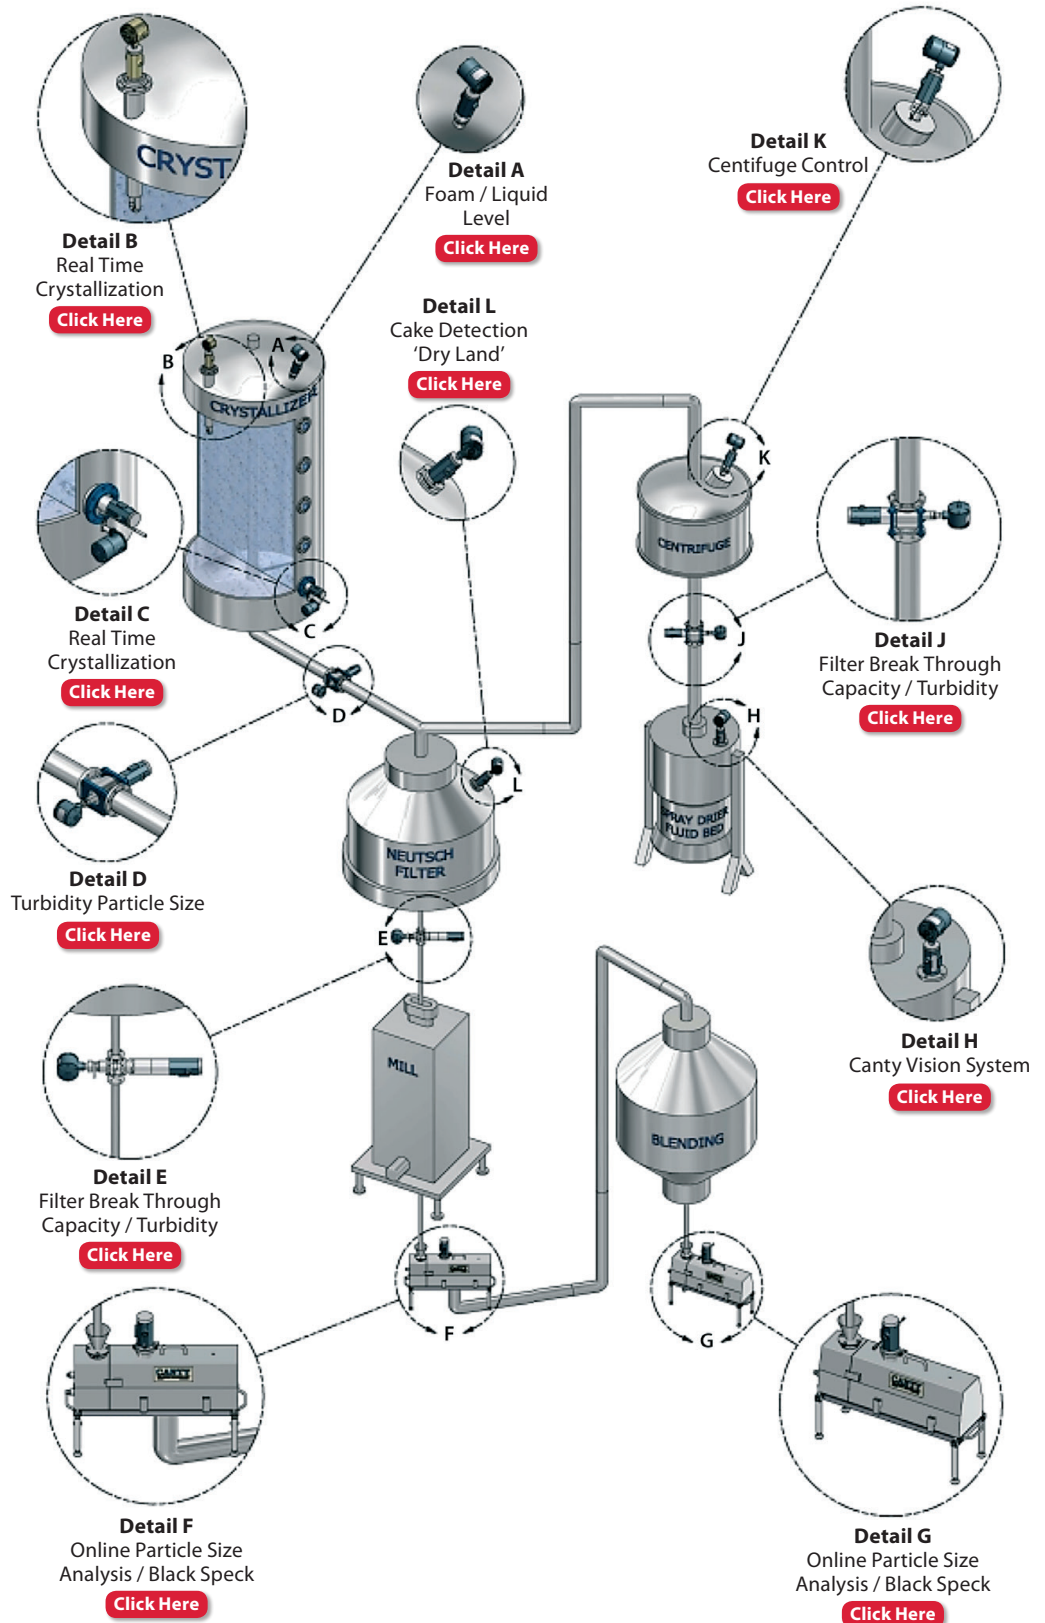 CRYST
Detail B
Real Time
Crystallization
Click Here
Detail A
Foam / Liquid
Level
Click Here
Detail K
Centifuge Control
Click Here
Detail L
Cake Detection
‘Dry Land’
Click Here
B
A
CRYSTALLIZER
K
CENTRIFUGE
Detail C
Real Time
Crystallization
Click Here
C
J
Detail J
Filter Break Through
Capacity / Turbidity
Click Here
D
H
L
SPRAY DRIER
FLUID BED
NEUTSCH
FILTER
Detail D
Turbidity Particle Size
Click Here
E
Detail H
Canty Vision System
Click Here
MILL
BLENDING
Detail E
Filter Break Through
Capacity / Turbidity
Click Here
F
G
CANTY
CANTY
Detail F
Online Particle Size
Analysis / Black Speck
Click Here
Detail G
Online Particle Size
Analysis / Black Speck
Click Here